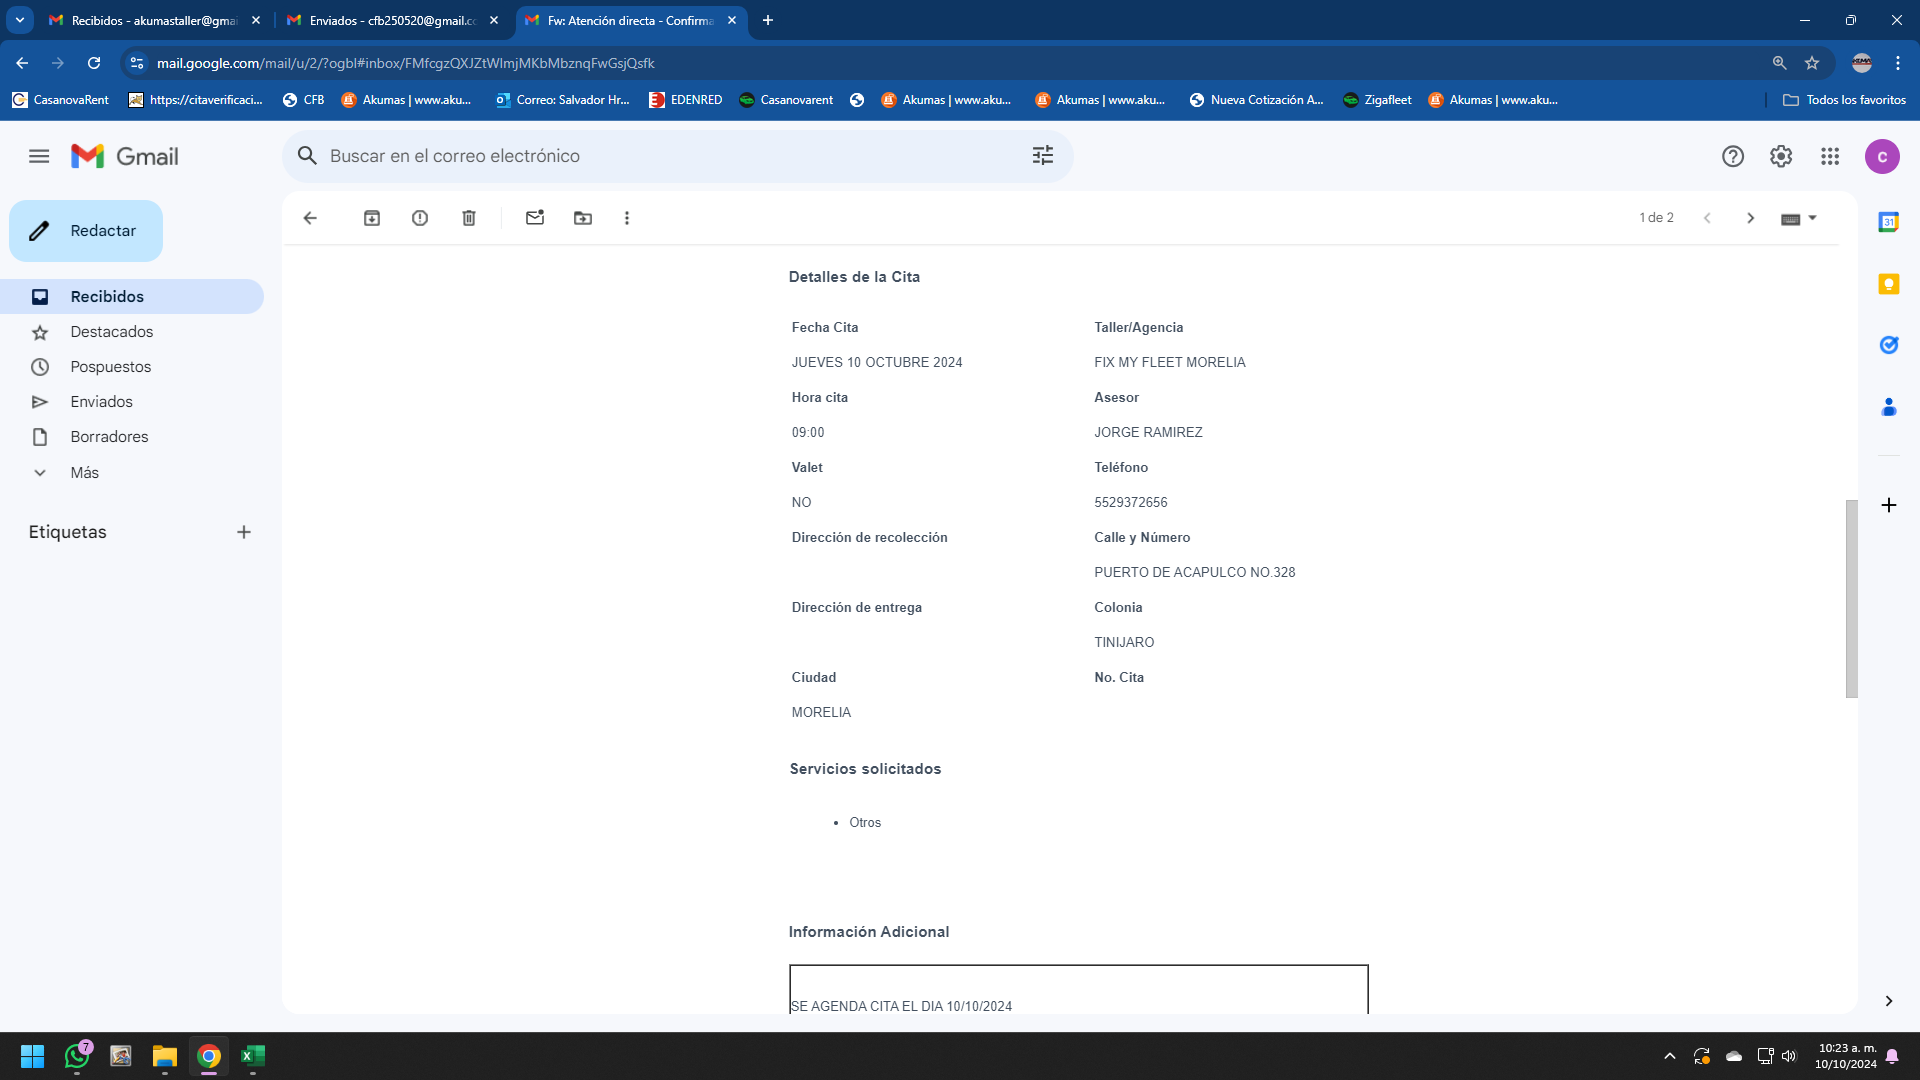 Recibidos - akumastaller@gmai
Enviados - cfb250520@gmail.co
Fw: Atención directa - Confirma
mail.google.com/mail/u/2/?ogbl#inbox/FMfcgzQXJZtWlmjMKbMbznqFwGsjQsfk
CasanovaRent
https://citaverificaci...
CFB
Akumas | www.aku...
Correo: Salvador Hr...
EDENRED
Casanovarent
Akumas | www.aku...
Akumas | www.aku...
Nueva Cotización A...
Zigafleet
Akumas | www.aku...
Todos los favoritos
Gmail
Buscar en el correo electrónico
C
Redactar
1 de 2
31
Recibidos
Destacados
Pospuestos
Enviados
Borradores
Más
Etiquetas
Detalles de la Cita
Fecha Cita
Taller/Agencia
JUEVES 10 OCTUBRE 2024
FIX MY FLEET MORELIA
Hora cita
Asesor
09:00
JORGE RAMIREZ
Valet
Teléfono
NO
5529372656
Dirección de recolección
Calle y Número
PUERTO DE ACAPULCO NO.328
Dirección de entrega
Colonia
TINIJARO
Ciudad
No. Cita
MORELIA
Servicios solicitados
• Otros
Información Adicional
SE AGENDA CITA EL DIA 10/10/2024
7
10:23 a. m.
10/10/2024